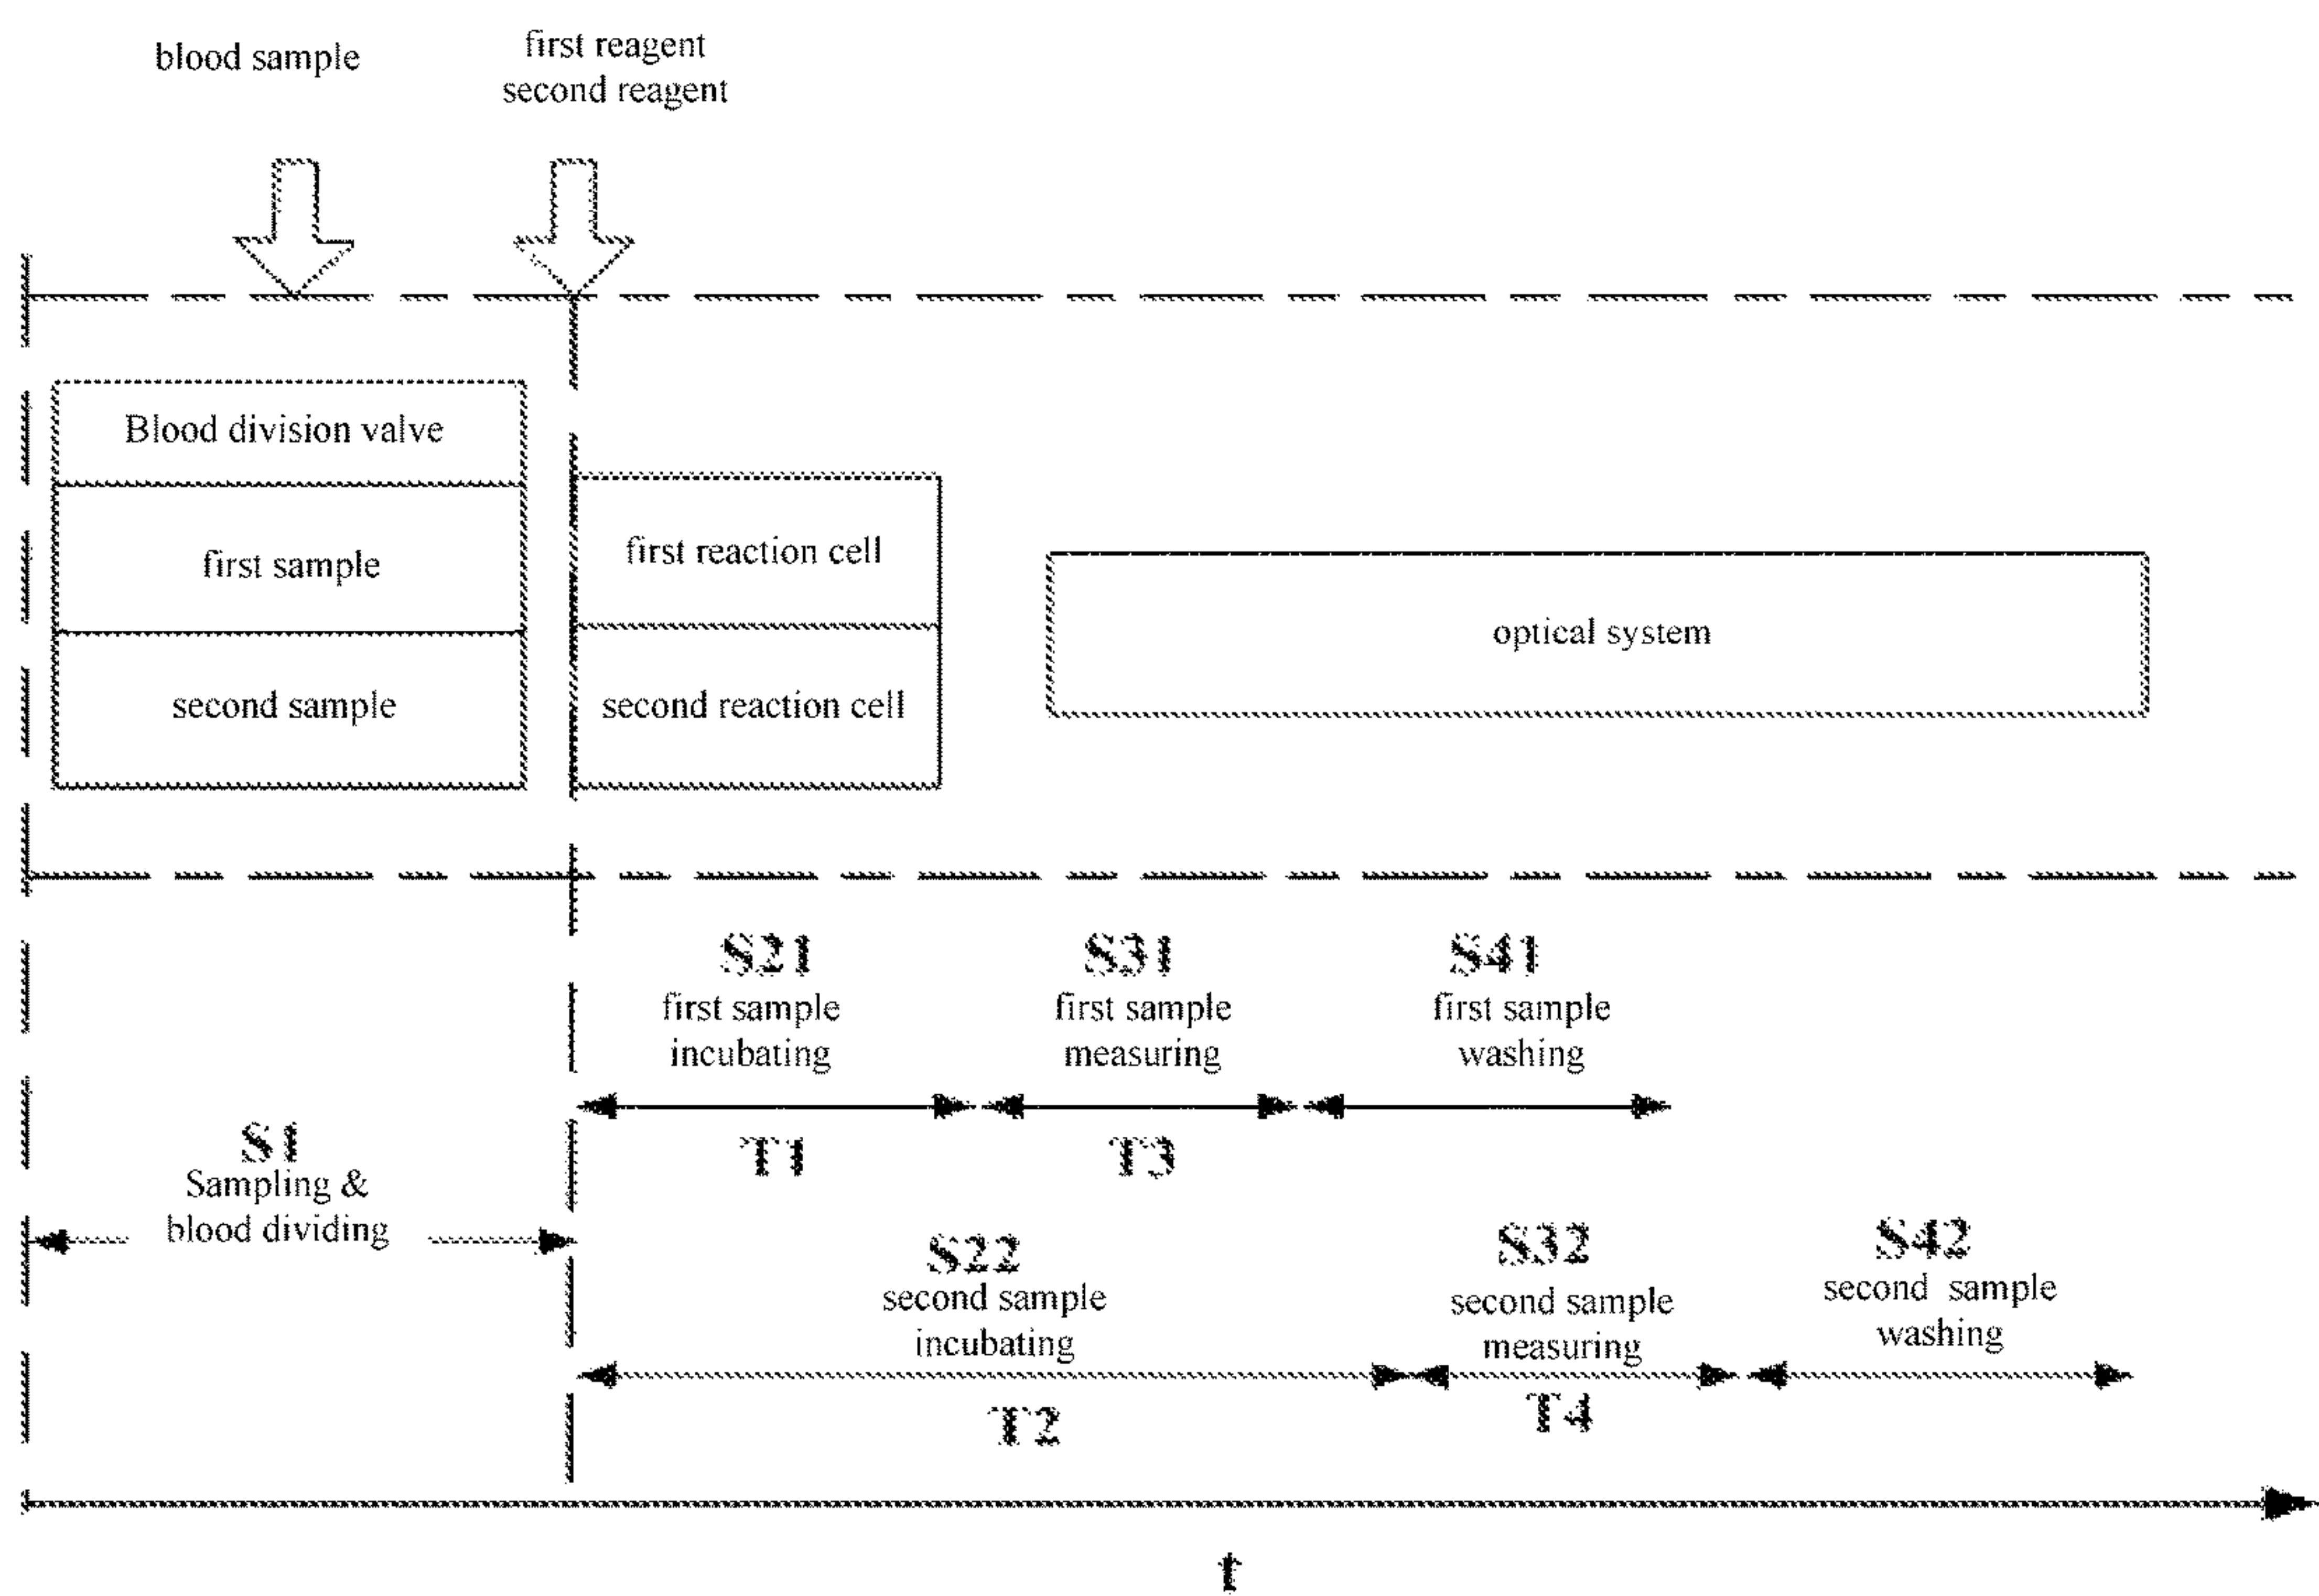 blood sample
first reagent
second reagent
Blood division valve
first sample
second sample
first reaction cell
second reaction cell
optical system
S21
first sample
incubating
T1
S31
first sample
measuring
T3
S41
first sample
washing
S1
Sampling &
blood dividing
S22
second sample
incubating
T2
S32
second sample
measuring
T4
S42
second sample
washing
t